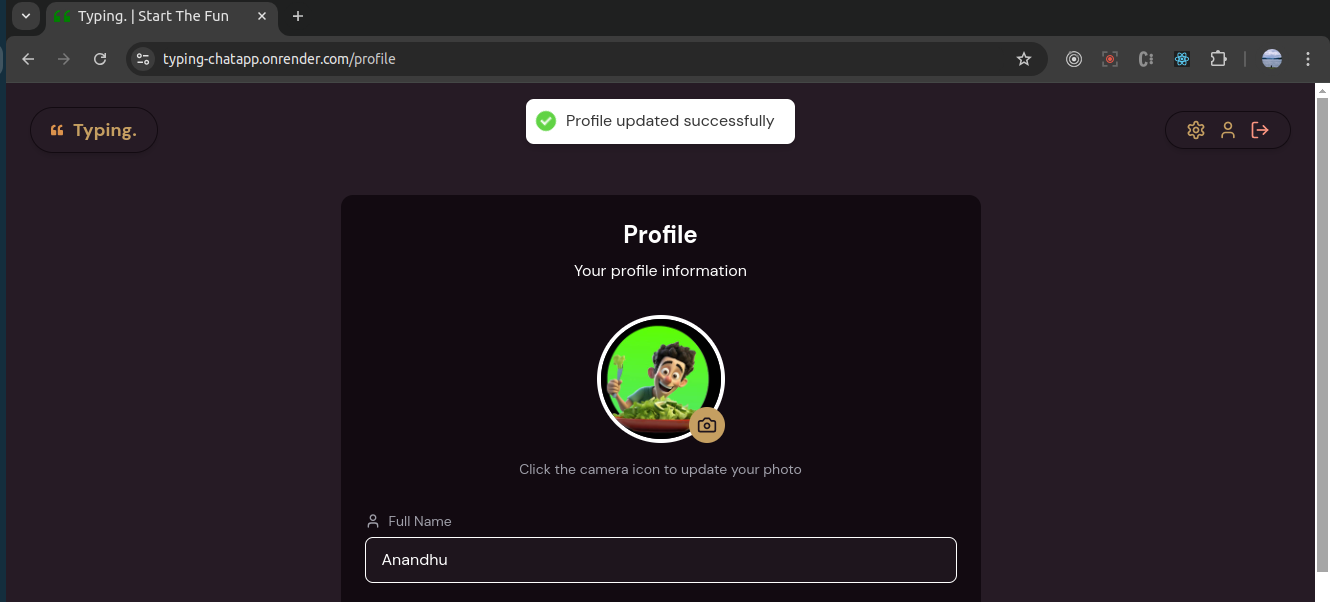 Typing. | Start The Fun
typing-chatapp.onrender.com/profile
Typing.
Profile updated successfully
Profile
Your profile information
Click the camera icon to update your photo
Full Name
Anandhu